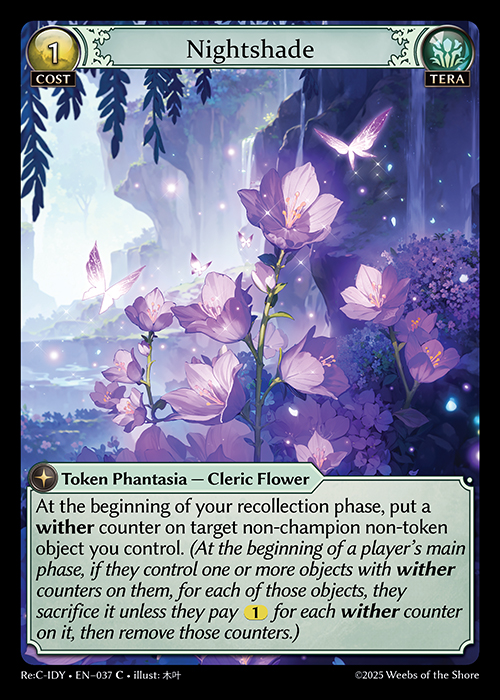 1
Nightshade
COST
TERA
Token Phantasia — Cleric Flower
At the beginning of your recollection phase, put a
wither counter on target non-champion non-token
object you control. (At the beginning of a player's main
phase, if they control one or more objects with wither
counters on them, for each of those objects, they
sacrifice it unless they pay 1 for each wither counter
on it, then remove those counters.)
Re:C-IDY • EN-037 C • illust: 木叶
©2025 Weebs of the Shore